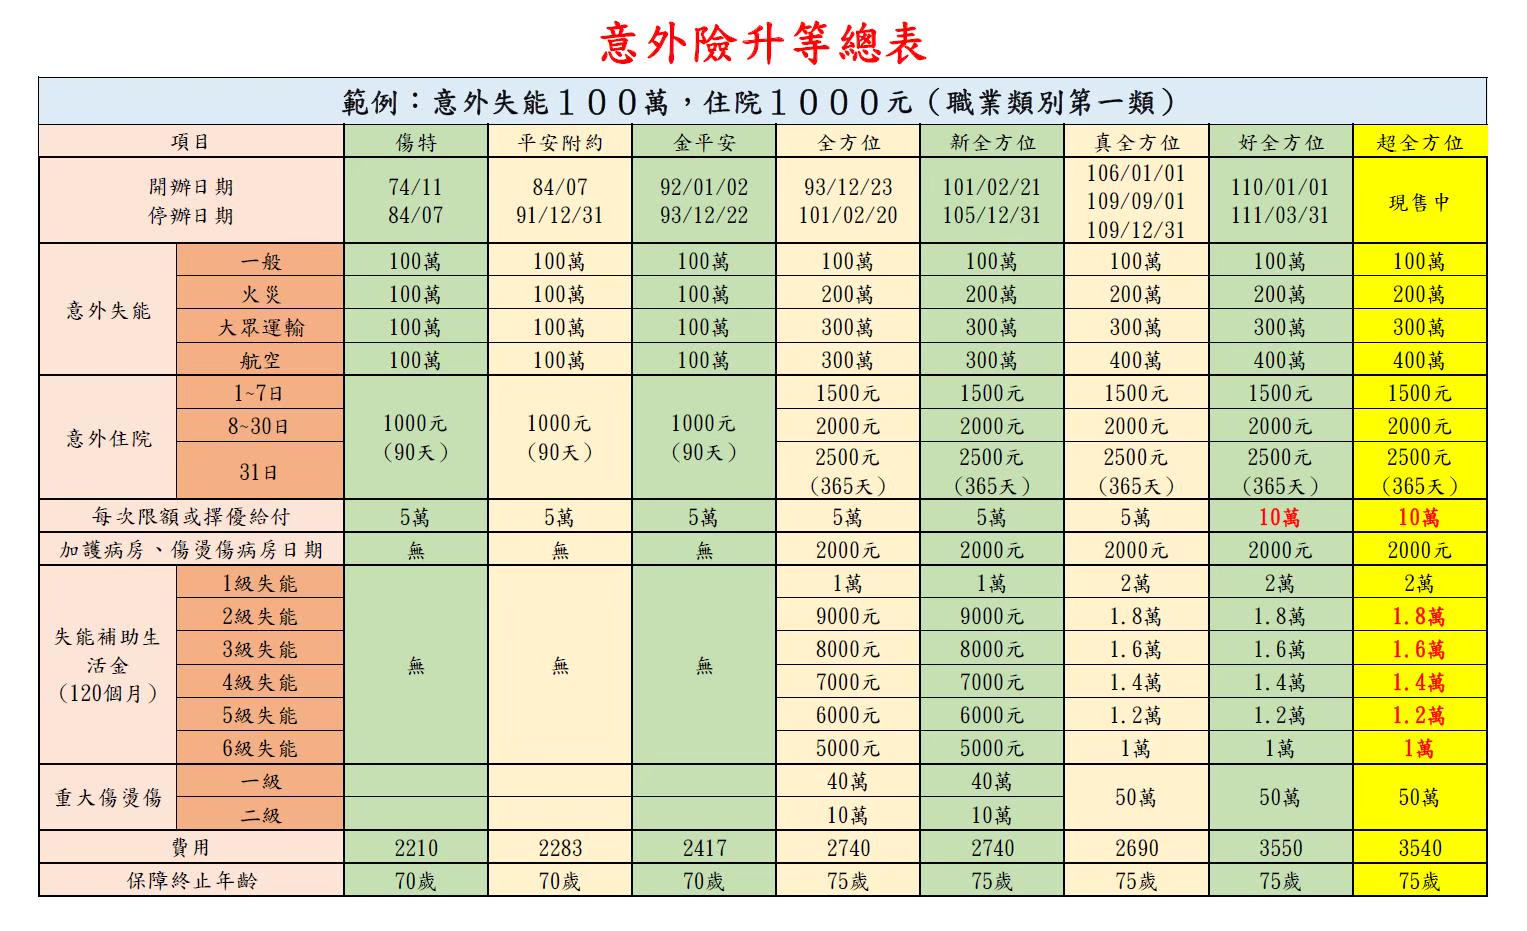 意外險升等總表
範例：意外失能１００萬，住院１０００元（職業類別第一類）
項目 傷特 平安附約 金平安 全方位 新全方位 真全方位 好全方位 超全方位
開辦日期 74/11 84/07 92/01/02 93/12/23 101/02/21 106/01/01 110/01/01 現售中
停辦日期 84/07 91/12/31 93/12/22 101/02/20 105/12/31 109/09/01 111/03/31
109/12/31
意外失能
一般 100萬 100萬 100萬 100萬 100萬 100萬 100萬 100萬
火災 100萬 100萬 100萬 200萬 200萬 200萬 200萬 200萬
大眾運輸 100萬 100萬 100萬 300萬 300萬 300萬 300萬 300萬
航空 100萬 100萬 100萬 300萬 300萬 400萬 400萬 400萬
意外住院
1~7日 1500元 1500元 1500元 1500元 1500元
8~30日 1000元 1000元 1000元 2000元 2000元 2000元 2000元 2000元
（90天） （90天） （90天）
31日 2500元 2500元 2500元 2500元 2500元
（365天） （365天） （365天） （365天） （365天）
每次限額或擇優給付 5萬 5萬 5萬 5萬 5萬 5萬 10萬 10萬
加護病房、傷燙傷病房日期 無 無 無 2000元 2000元 2000元 2000元 2000元
失能補助生
活金
（120個月）
1級失能 1萬 1萬 2萬 2萬 2萬
2級失能 9000元 9000元 1.8萬 1.8萬 1.8萬
3級失能 無 無 無 8000元 8000元 1.6萬 1.6萬 1.6萬
4級失能 7000元 7000元 1.4萬 1.4萬 1.4萬
5級失能 6000元 6000元 1.2萬 1.2萬 1.2萬
6級失能 5000元 5000元 1萬 1萬 1萬
重大傷燙傷
一級 40萬 40萬 50萬 50萬 50萬
二級 10萬 10萬
費用 2210 2283 2417 2740 2740 2690 3550 3540
保障終止年齡 70歲 70歲 70歲 75歲 75歲 75歲 75歲 75歲